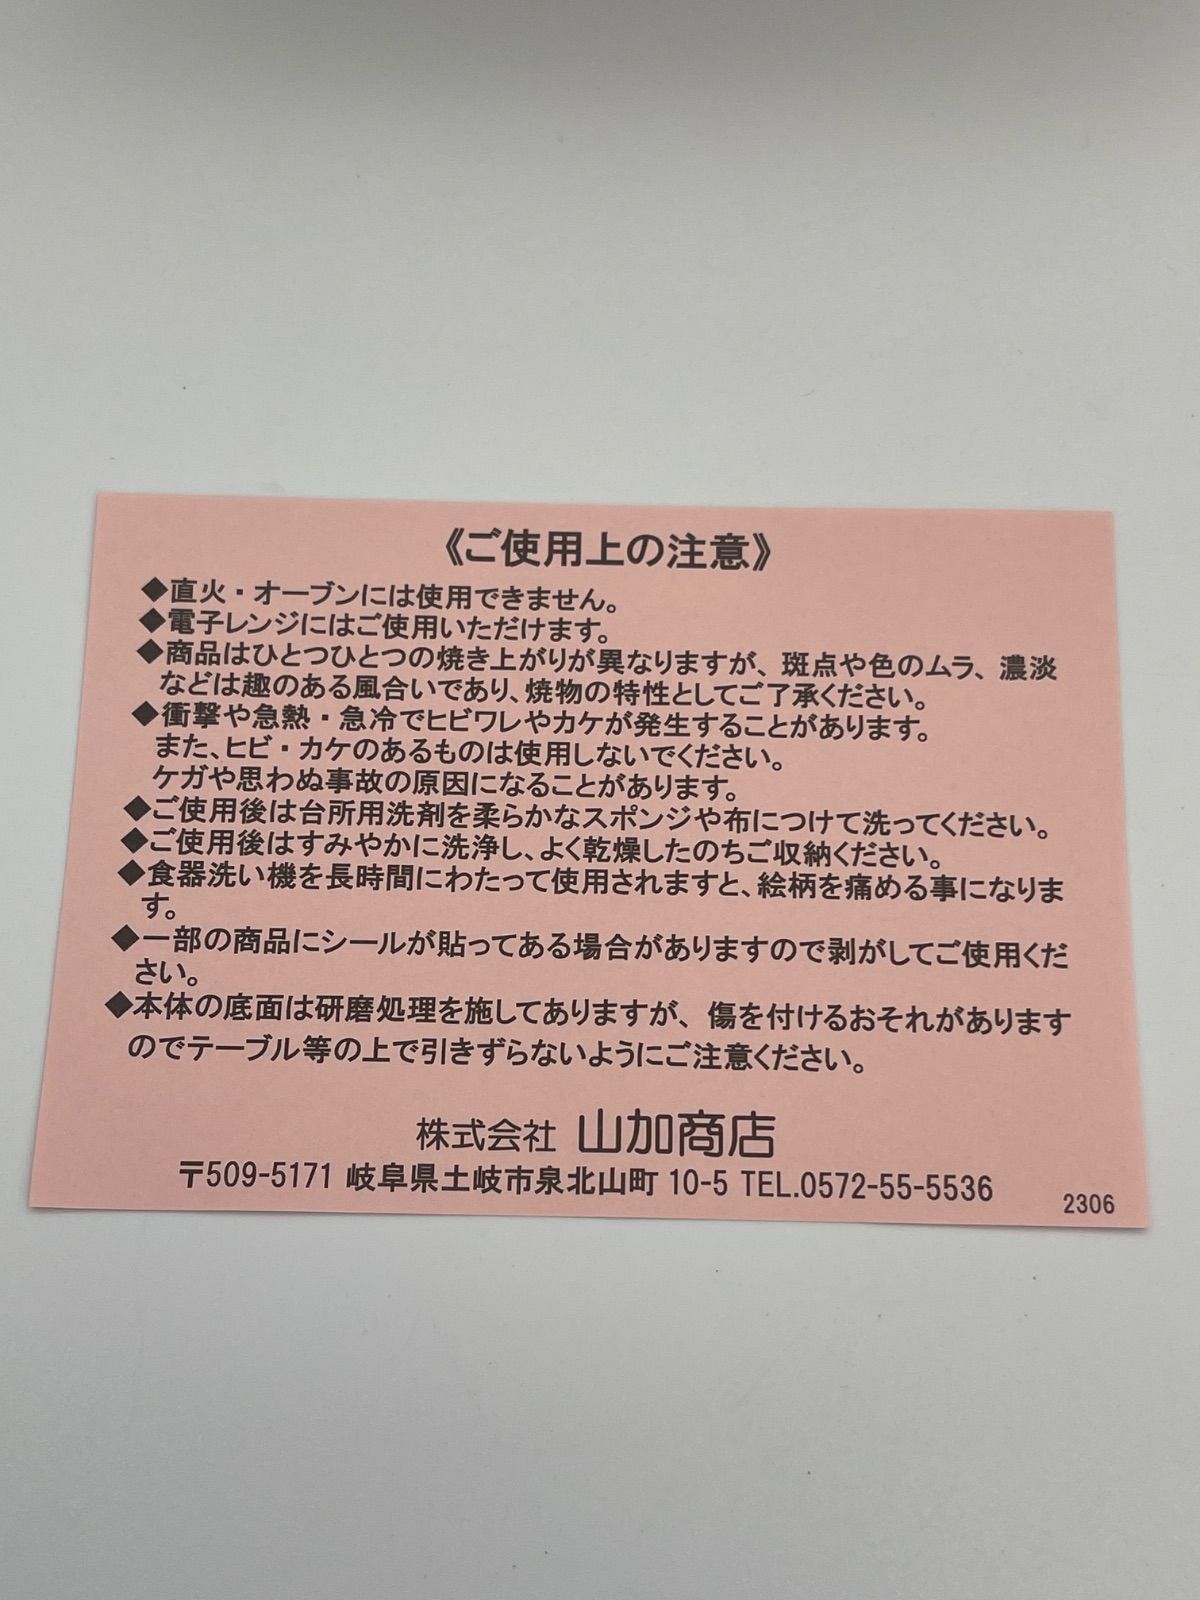 《ご使用上の注意》
◆直火・オーブンには使用できません。
◆電子レンジにはご使用いただけます。
◆商品はひとつひとつの焼き上がりが異なりますが、斑点や色のムラ、濃淡
などは趣のある風合いであり、焼物の特性としてご了承ください。
◆衝撃や急熱・急冷でヒビワレやカケが発生することがあります。
また、ヒビ・カケのあるものは使用しないでください。
ケガや思わぬ事故の原因になることがあります。
◆ご使用後は台所用洗剤を柔らかなスポンジや布につけて洗ってください。
◆ご使用後はすみやかに洗浄し、よく乾燥したのちご収納ください。
◆食器洗い機を長時間にわたって使用されますと、絵柄を痛める事になりま
す。
◆一部の商品にシールが貼ってある場合がありますので剥がしてご使用くだ
さい。
◆本体の底面は研磨処理を施してありますが、傷を付けるおそれがあります
のでテーブル等の上で引きずらないようにご注意ください。
株式会社 山加商店
〒509-5171 岐阜県土岐市泉北山町 10-5 TEL.0572-55-5536
2306